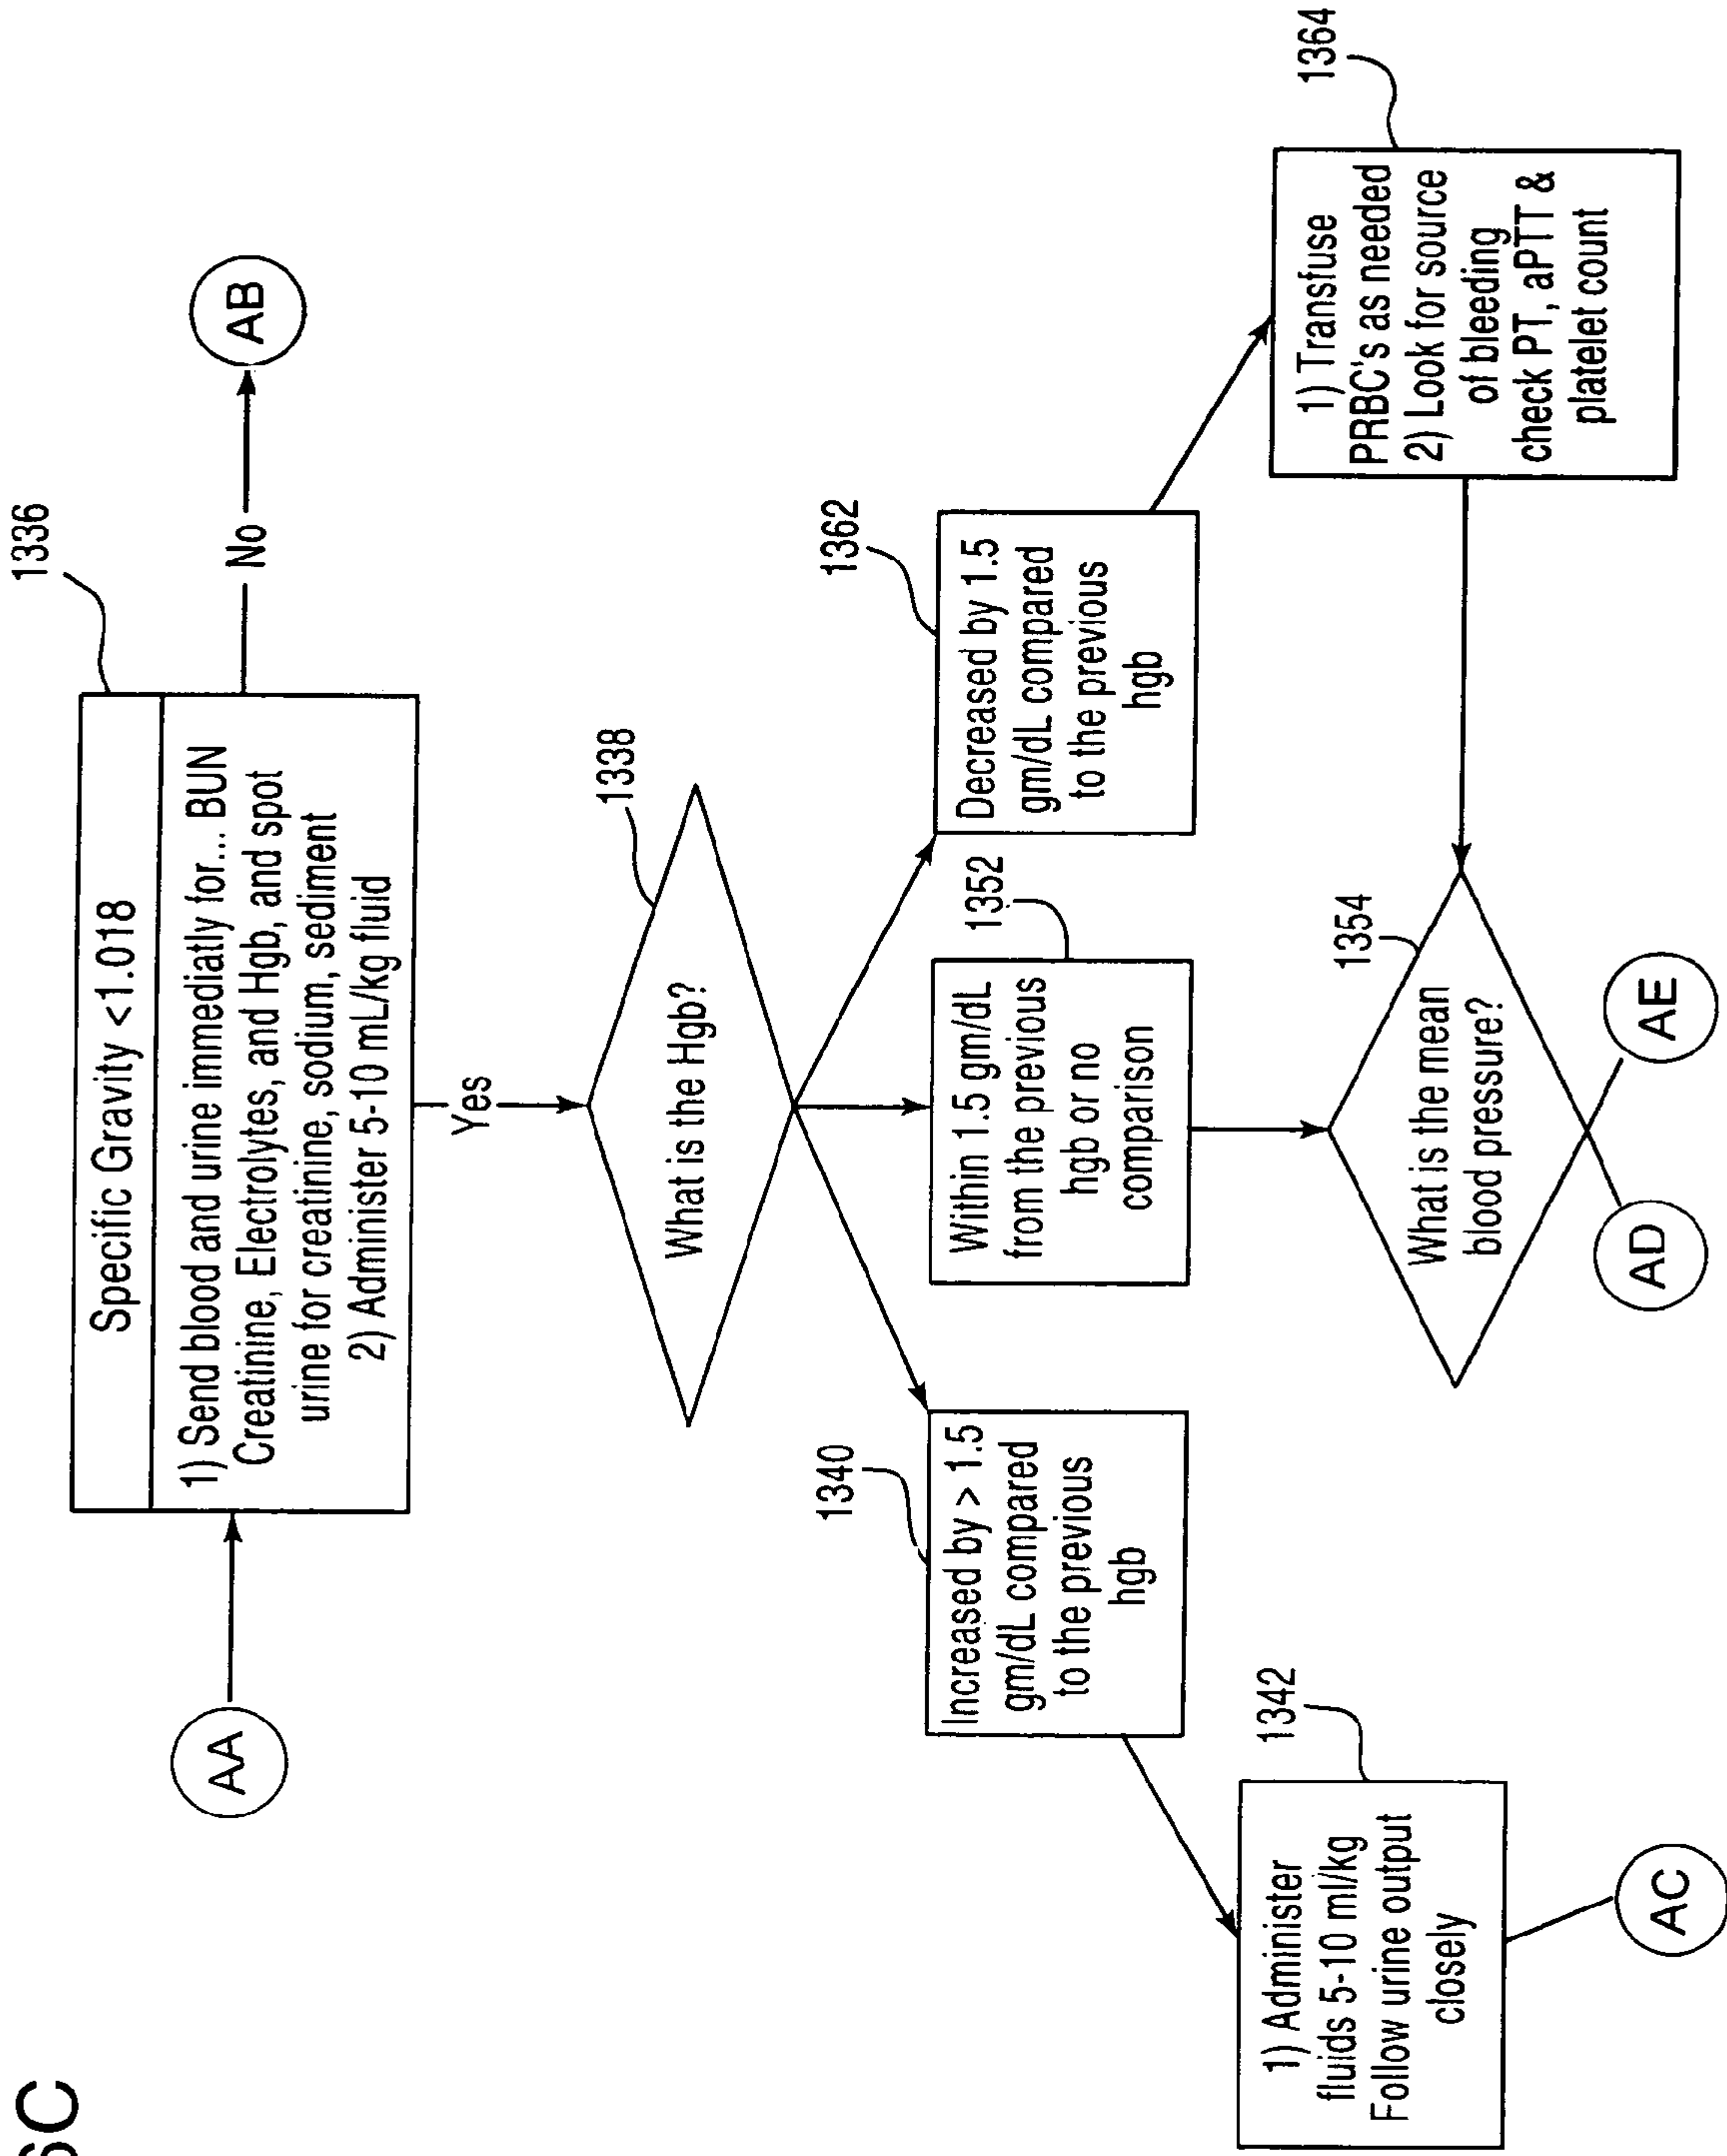 6C
1336
Specific Gravity <1.018
AA
1) Send blood and urine immediatly for... BUN
Creatinine, Electrolytes, and Hgb, and spot
urine for creatinine, sodium, sediment
2) Administer 5-10 mL/kg fluid
No
AB
Yes
1338
What is the Hgb?
1340
Increased by > 1.5
gm/dL compared
to the previous
hgb
1352
Within 1.5 gm/dL
from the previous
hgb or no
comparison
1362
Decreased by 1.5
gm/dL compared
to the previous
hgb
1342
1) Administer
fluids 5-10 ml/kg
Follow urine output
closely
AC
1354
What is the mean
blood pressure?
AD
AE
1364
1) Transfuse
PRBC's as needed
2) Look for source
of bleeding
check PT, aPTT &
platelet count